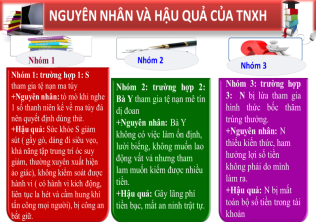 NGUYÊN NHÂN VÀ HẬU QUẢ CỦA TNXH
Nhóm 1
Nhóm 2
Nhóm 3
Nhóm 1: trường hợp 1: S
tham gia tệ nạn ma túy
+Nguyên nhân: tò mò khi nghe
1 số thanh niên kể về ma túy đã
nên quyết định dùng thử.
+Hậu quả: Sức khỏe S giảm
sút ( gầy gò, dáng đi siêu vẹo,
khả năng tập trung trí óc suy
giảm, thường xuyên xuất hiện
ảo giác), không kiểm soát được
hành vi ( có hành vi kích động,
liên tục la hét và cầm hung khí
tấn công mọi người), bị công an
bắt giữ.
Nhóm 2: trường hợp 2:
Bà Y tham gia tệ nạn mê tín
dị đoan
+Nguyên nhân: Bà Y
không có việc làm ổn định,
lười biếng, không muốn lao
động vất vả nhưng tham
lam muốn kiếm được nhiều
tiền.
+Hậu quả: Gây lãng phí
tiền bạc, mất an ninh trật tự.
Nhóm 3: trường hợp
3: N bị lừa tham gia
hình thức bốc thăm
trúng thưởng.
+Nguyên nhân: N
thiếu kiến thức, ham
hưởng lợi số tiền
không phải do mình
làm ra.
+Hậu quả: N bị mất
toàn bộ số tiền trong tài
khoản